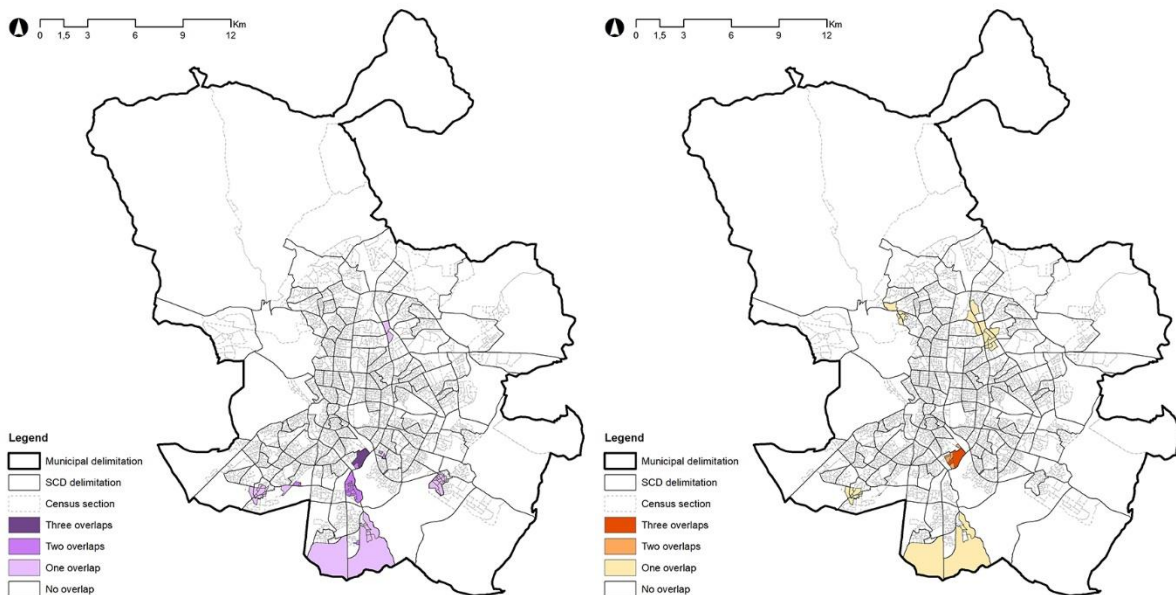 Km
0 1,5 3 6 9 12
Legend
Municipal delimitation
SCD delimitation
Census section
Three overlaps
Two overlaps
One overlap
No overlap
Km
0 1,5 3 6 9 12
Legend
Municipal delimitation
SCD delimitation
Census section
Three overlaps
Two overlaps
One overlap
No overlap